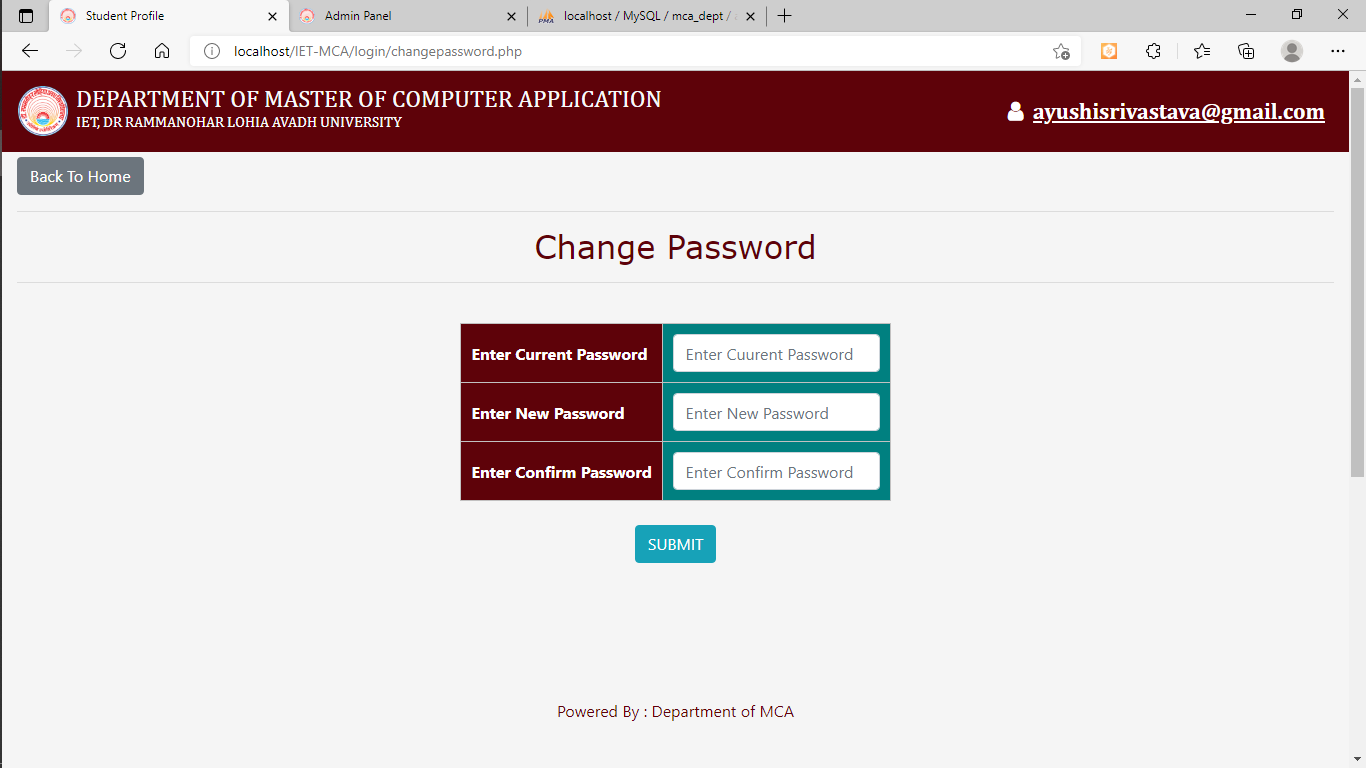 Student Profile
Admin Panel
localhost / MySQL / mca_dept /
localhost/IET-MCA/login/changepassword.php
DEPARTMENT OF MASTER OF COMPUTER APPLICATION
IET, DR RAMMANOHAR LOHIA AVADH UNIVERSITY
ayushisrivastava@gmail.com
Back To Home
Change Password
Enter Current Password
Enter Cuurent Password
Enter New Password
Enter New Password
Enter Confirm Password
Enter Confirm Password
SUBMIT
Powered By : Department of MCA